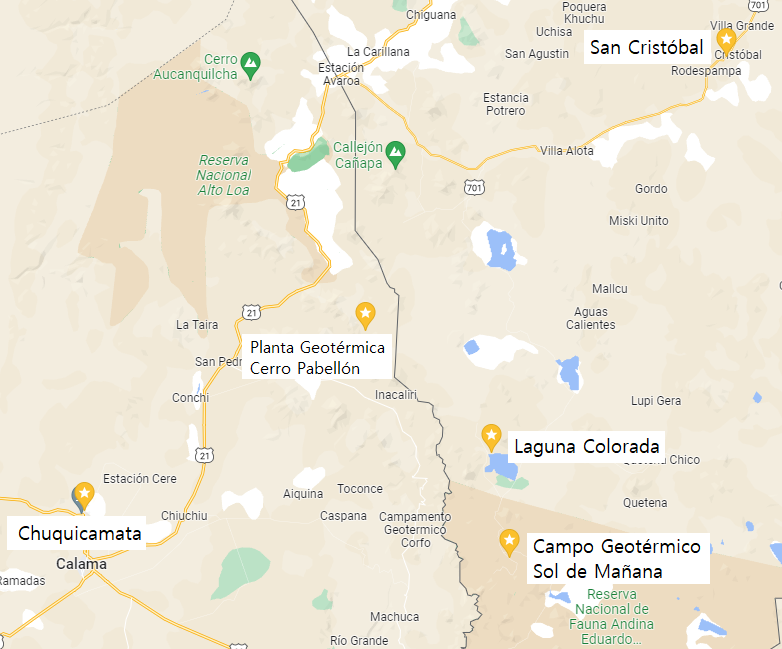 Chiguana
Poquera
Khuchu
701
Villa Grande
Uchisa
San Cristóbal
Cristóbal
La Carillana
San Agustin
Cerro
Aucanquilcha
Estación
Avaroa
Rodespampa
Estancia
Potrero
Callejón
Cañapa
Villa Alota
Reserva
Nacional
Alto Loa
701
Gordo
21
Miski Unito
Mallcu
21
Aguas
Calientes
La Taira
Planta Geotérmica
Cerro Pabellón
San Pedr
Conchi
Inacaliri
Lupi Gera
Laguna Colorada
Quetena Chico
21
Estación Cere
Aiquina
Toconce
Quetena
Chiuchiu
Caspana
Campamento
Geotermico
Corfo
Chuquicamata
Calama
Campo Geotérmico
Sol de Mañana
Ramadas
Reserva
Nacional de
Fauna Andina
Eduardo...
Machuca
Río Grande